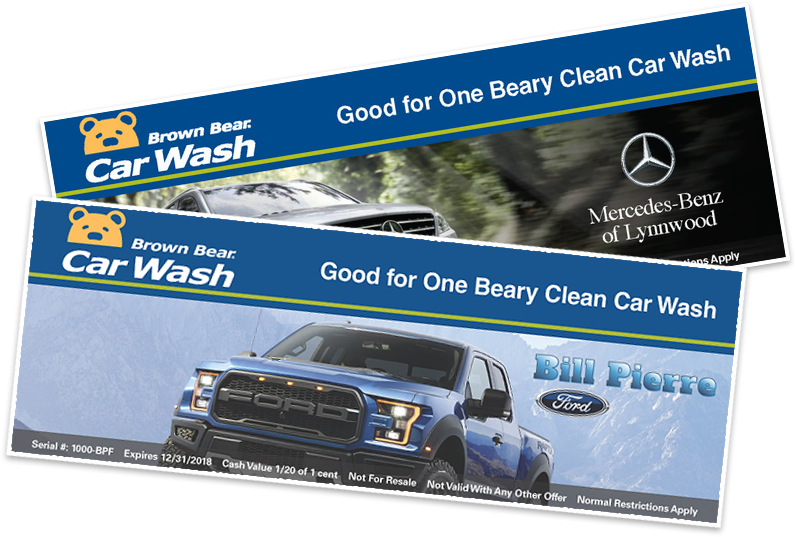 Brown Bear.
Car Wash
Good for One Beary Clean Car Wash
Mercedes-Benz
of Lynnwood
Apply
Brown Bear.
Car Wash
Good for One Beary Clean Car Wash
FORD
Bill Pierre
Ford
Serial #: 1000-BPF Expires 12/31/2018 Cash Value 1/20 of 1 cent Not For Resale Not Valid With Any Other Offer Normal Restrictions Apply